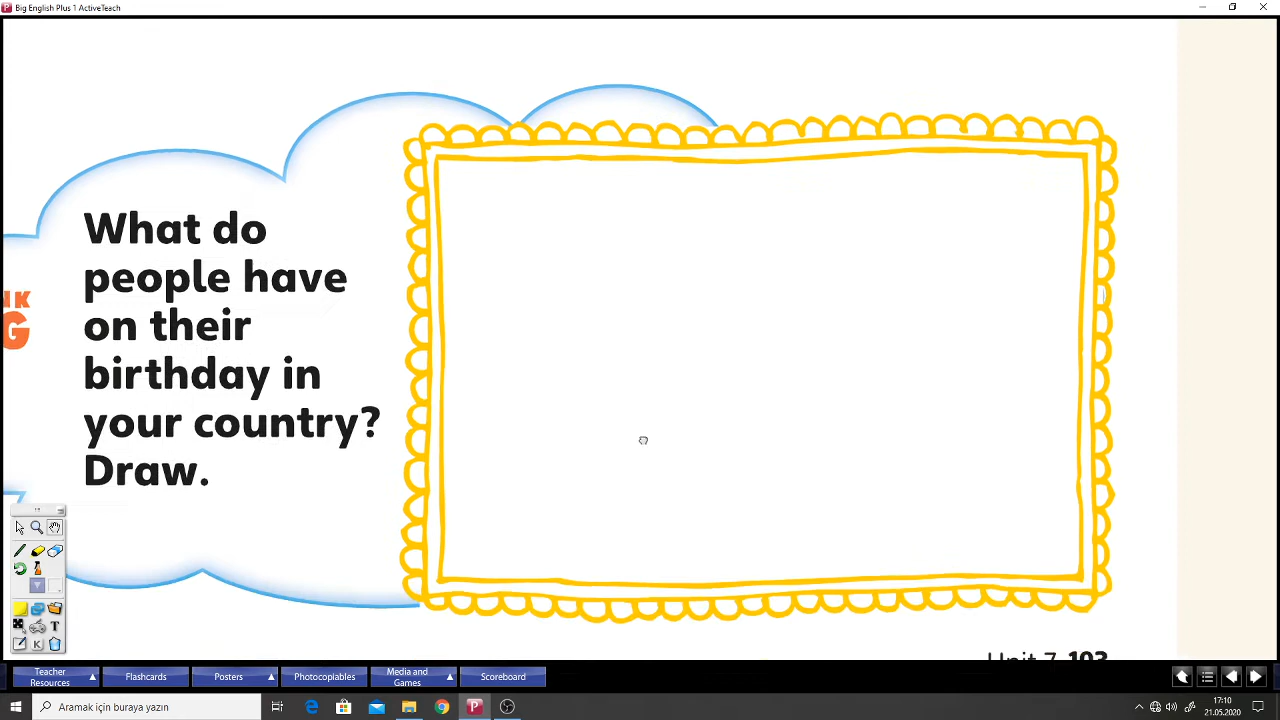 Big English Plus 1 ActiveTeach
What do
people have
on their
birthday in
your country?
Draw.
NK
G
Unit 7 103
T
K
Teacher
Resources
Flashcards
Posters
Photocopiables
Media and
Games
Scoreboard
Aramak için buraya yazın
17:10
21.05.2020